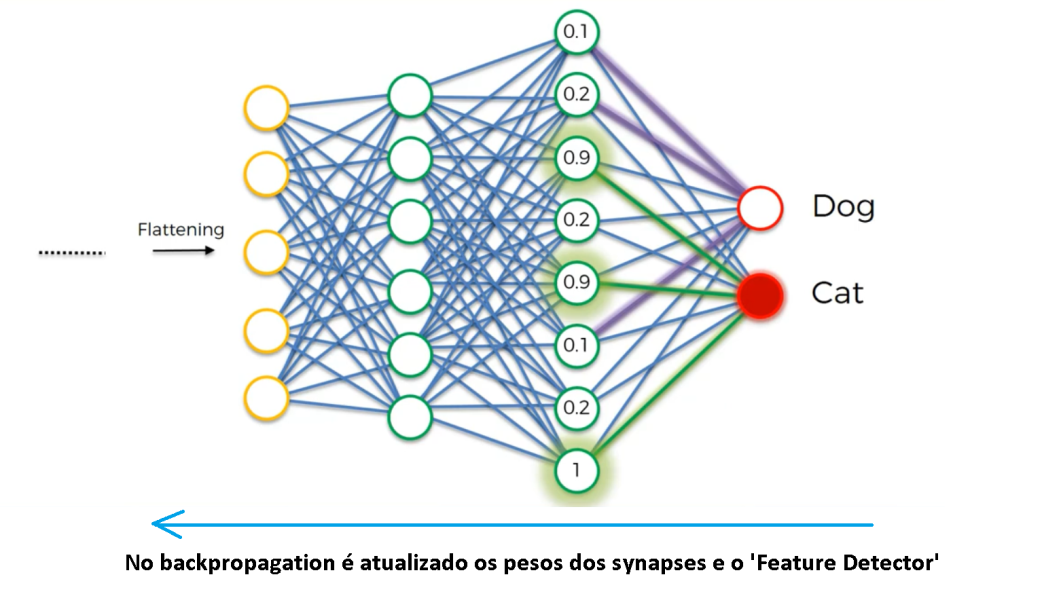 0.1
0.2
0.9
0.2
0.9
0.1
0.2
1
Flattening
Dog
Cat
No backpropagation é atualizado os pesos dos synapses e o 'Feature Detector'